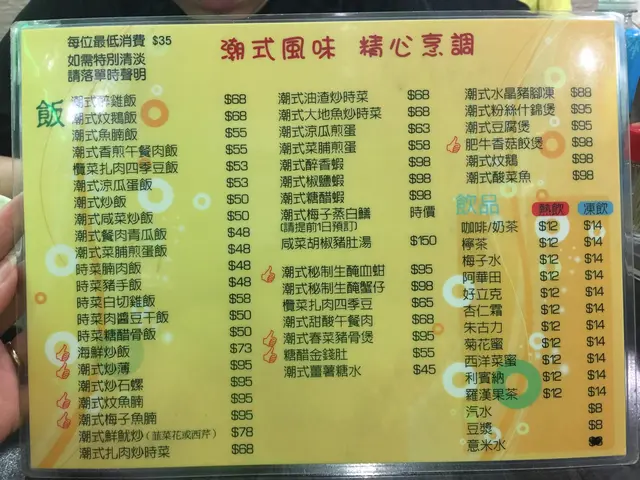 每位最低消費 $35
如需特別清淡
請落單時聲明
潮式風味 精心烹調
飯
潮式醉雞飯 $68
潮式炆鵝飯 $68
潮式魚腩飯 $55
潮式香煎午餐肉飯 $55
欖菜扎肉四季豆飯 $53
潮式涼瓜蛋飯 $53
潮式炒飯 $50
潮式咸菜炒飯 $50
潮式餐肉青瓜飯 $48
潮式菜脯蛋飯 $48
時菜腩肉飯 $48
時菜豬手飯 $48
時菜白切雞飯 $58
時菜肉醬豆干飯 $50
時菜糖醋骨飯 $50
海鮮炒飯 $73
潮式炒薄 $95
潮式炒石螺 $95
潮式炆魚腩 $95
潮式梅子魚腩 $95
潮式鮮魷炒(韮菜花或西芹) $78
潮式扎肉炒時菜 $68
潮式油渣炒時菜 $68
潮式大地魚炒時菜 $68
潮式涼瓜煎蛋 $63
潮式菜脯煎蛋 $58
潮式醉香蝦 $98
潮式椒鹽蝦 $98
潮式糖醋蝦 $98
潮式梅子蒸白鱔 時價
(請提前1日預訂)
咸菜胡椒豬肚湯 $150
潮式秘制生醃血蚶 $95
潮式秘制生醃蟹仔 $98
欖菜扎肉四季豆 $65
潮式甜酸午餐肉 $68
潮式春菜豬骨煲 $95
糖醋金錢肚 $55
潮式薑薯糖水 $45
潮式水晶豬腳凍 $88
潮式粉絲什錦煲 $95
潮式豆腐煲 $95
肥牛香菇餃煲 $98
潮式炆鵝 $98
潮式酸菜魚 $98
飲品 熱飲 凍飲
咖啡/奶茶 $12 $14
檸茶 $12 $14
梅子水 $12 $14
阿華田 $12 $14
好立克 $12 $14
杏仁霜 $12 $14
朱古力 $12 $14
菊花蜜 $12 $14
西洋菜蜜 $12 $14
利賓納 $12 $14
羅漢果茶 $12 $14
汽水 $8
豆漿 $8
意米水